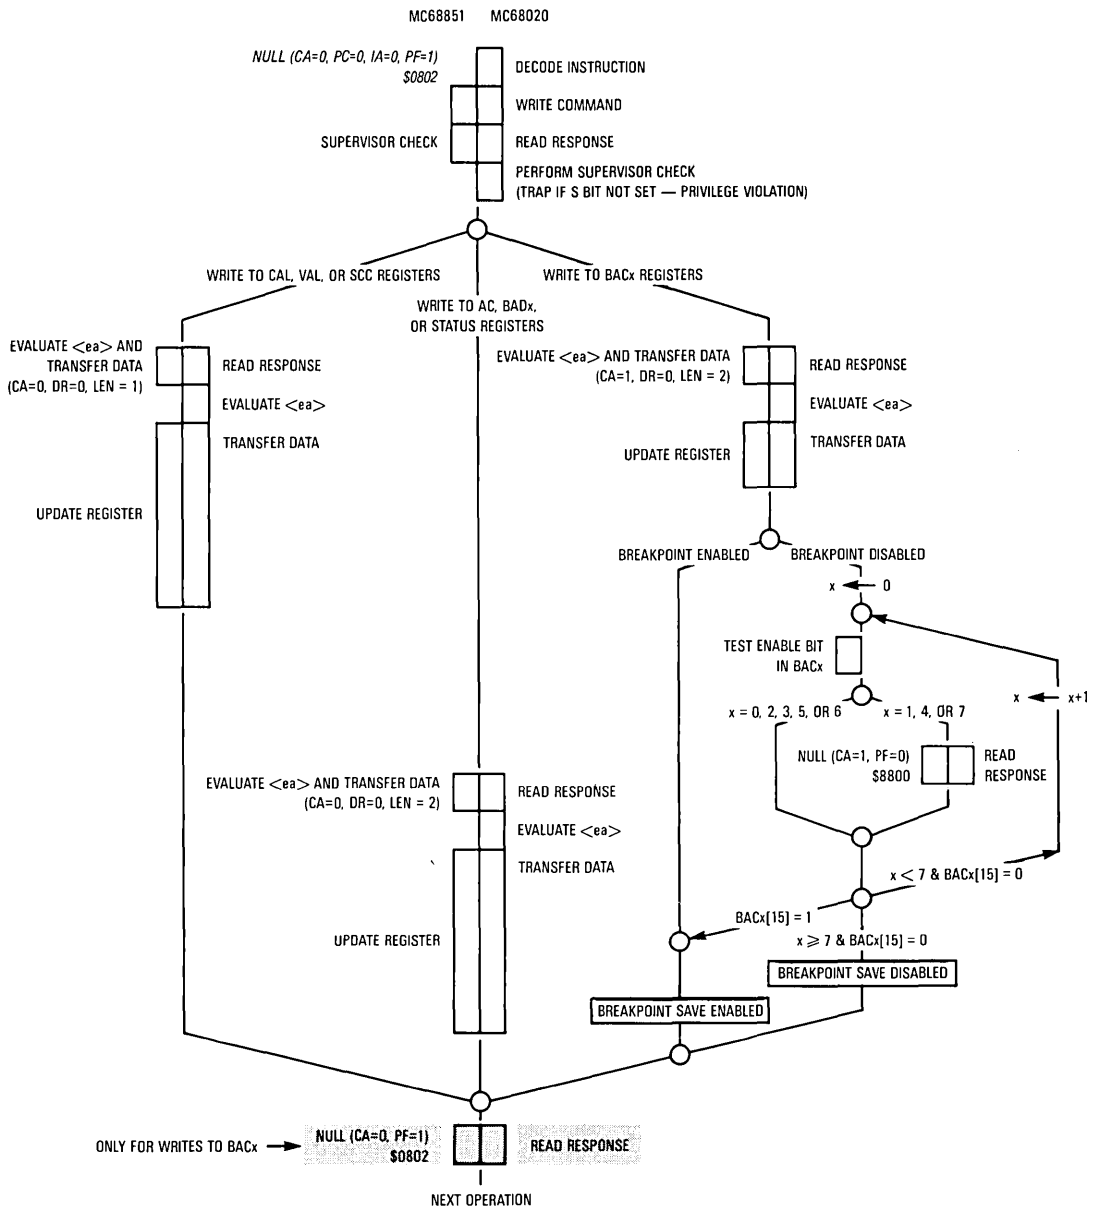 MC68851 MC68020
NULL (CA=0, PC=0, IA=0, PF=1)
$0802
DECODE INSTRUCTION
WRITE COMMAND
SUPERVISOR CHECK
READ RESPONSE
PERFORM SUPERVISOR CHECK
(TRAP IF S BIT NOT SET — PRIVILEGE VIOLATION)
WRITE TO CAL, VAL, OR SCC REGISTERS
WRITE TO AC, BADx,
OR STATUS REGISTERS
WRITE TO BACx REGISTERS
EVALUATE <ea> AND
TRANSFER DATA
(CA=0, DR=0, LEN = 1)
READ RESPONSE
EVALUATE <ea>
TRANSFER DATA
UPDATE REGISTER
EVALUATE <ea> AND TRANSFER DATA
(CA=1, DR=0, LEN = 2)
READ RESPONSE
EVALUATE <ea>
TRANSFER DATA
UPDATE REGISTER
BREAKPOINT ENABLED
BREAKPOINT DISABLED
x ← 0
TEST ENABLE BIT
IN BACx
x ← x+1
x = 0, 2, 3, 5, OR 6
x = 1, 4, OR 7
NULL (CA=1, PF=0)
$8800
READ
RESPONSE
EVALUATE <ea> AND TRANSFER DATA
(CA=0, DR=0, LEN = 2)
READ RESPONSE
EVALUATE <ea>
TRANSFER DATA
UPDATE REGISTER
x < 7 & BACx[15] = 0
BACx[15] = 1
x ⩾ 7 & BACx[15] = 0
BREAKPOINT SAVE DISABLED
BREAKPOINT SAVE ENABLED
ONLY FOR WRITES TO BACx →
NULL (CA=0, PF=1)
$0802
READ RESPONSE
NEXT OPERATION